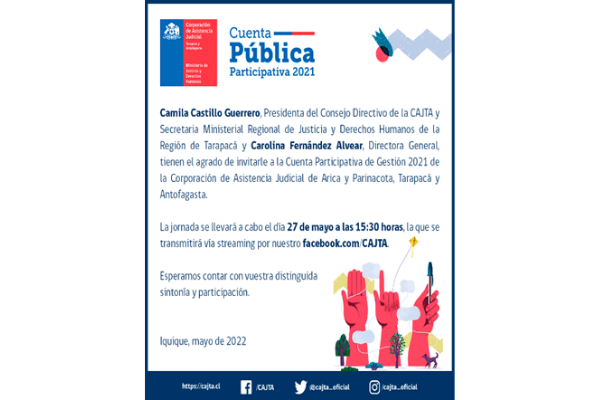 Corporación
de Asistencia
Judicial
Tarapacá y
Antofagasta
Ministerio de
Justicia y
Derechos
Humanos
Cuenta
Pública
Participativa 2021
Camila Castillo Guerrero, Presidenta del Consejo Directivo de la CAJTA y
Secretaria Ministerial Regional de Justicia y Derechos Humanos de la
Región de Tarapacá y Carolina Fernández Alvear, Directora General,
tienen el agrado de invitarle a la Cuenta Participativa de Gestión 2021 de
la Corporación de Asistencia Judicial de Arica y Parinacota, Tarapacá y
Antofagasta.
La jornada se llevará a cabo el día 27 de mayo a las 15:30 horas, la que se
transmitirá vía streaming por nuestro facebook.com/CAJTA.
Esperamos contar con vuestra distinguida
sintonía y participación.
Iquique, mayo de 2022
https://cajta.cl
/CAJTA
@cajta_oficial
/cajta_oficial